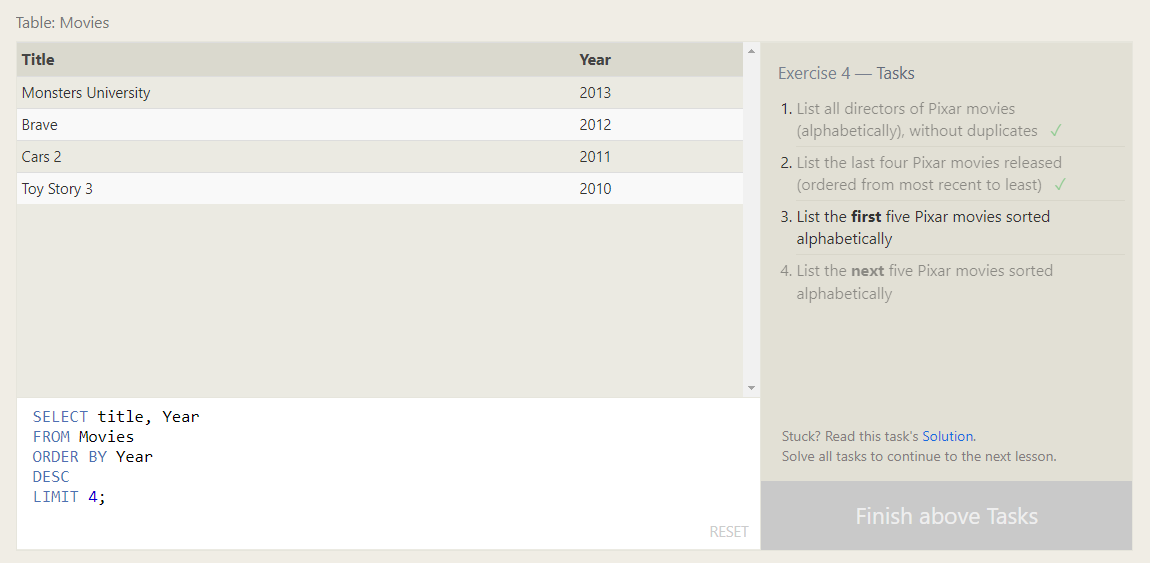 Table: Movies
Title Year
Monsters University 2013
Brave 2012
Cars 2 2011
Toy Story 3 2010
SELECT title, Year
FROM Movies
ORDER BY Year
DESC
LIMIT 4;
RESET
Exercise 4 — Tasks
1. List all directors of Pixar movies
(alphabetically), without duplicates ✓
2. List the last four Pixar movies released
(ordered from most recent to least) ✓
3. List the first five Pixar movies sorted
alphabetically
4. List the next five Pixar movies sorted
alphabetically
Stuck? Read this task's Solution.
Solve all tasks to continue to the next lesson.
Finish above Tasks